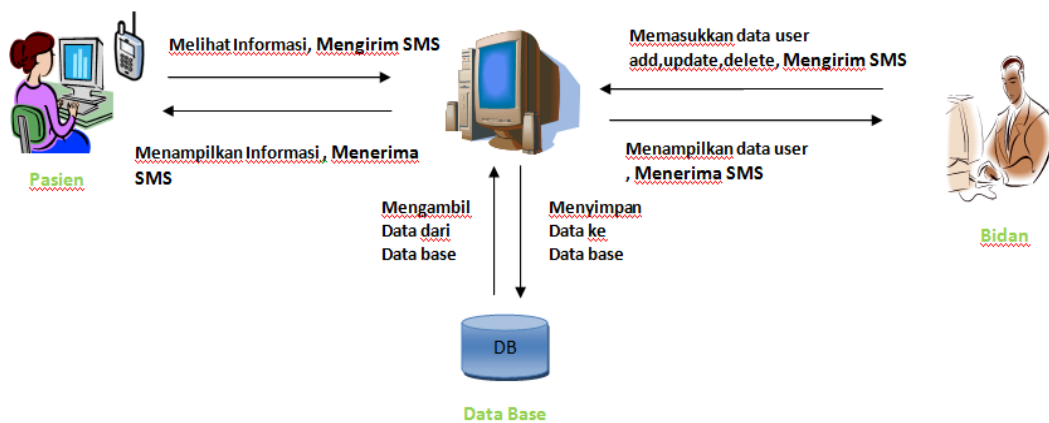 Melihat Informasi, Mengirim SMS
Menampilkan Informasi , Menerima
SMS
Pasien
Memasukkan data user
add,update,delete, Mengirim SMS
Menampilkan data user
, Menerima SMS
Bidan
Mengambil
Data dari
Data base
Menyimpan
Data ke
Data base
DB
Data Base